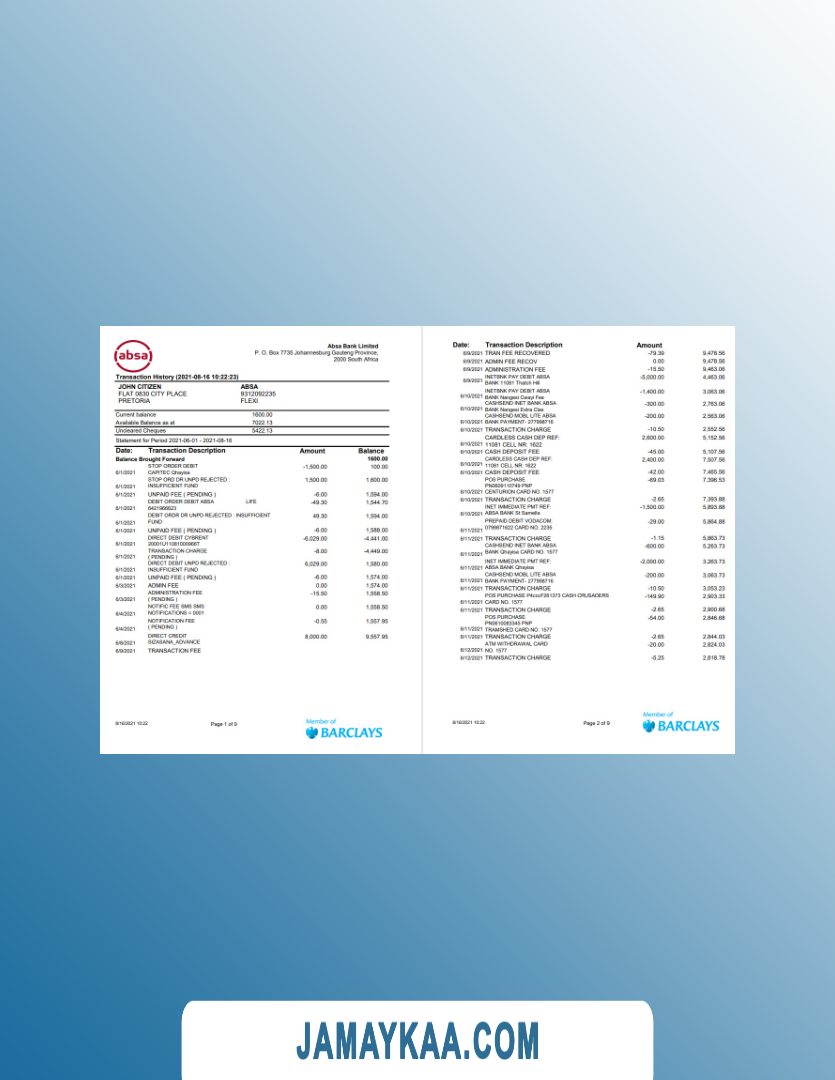 absa
Absa Bank Limited
P. O. Box 7735 Johannesburg Gauteng Province,
2000 South Africa
Transaction History (2021-08-16 10:22:23)
JOHN CITIZEN ABSA
FLAT 0830 CITY PLACE 9312092235
PRETORIA FLEXI
Current balance 1600.00
Available Balance as at 7022.13
Uncleared Cheques 5422.13
Statement for Period 2021-06-01 - 2021-08-16
Date: Transaction Description Amount Balance
Balance Brought Forward 1600.00
STOP ORDER DEBIT -1,500.00 100.00
6/1/2021 CAPITEC Qhayisa
STOP ORD DR UNPD REJECTED : 1,500.00 1,600.00
6/1/2021 INSUFFICIENT FUND
6/1/2021 UNPAID FEE ( PENDING ) -6.00 1,594.00
DEBIT ORDER DEBIT ABSA LIFE -49.30 1,544.70
6/1/2021 6421966623
DEBIT ORDR DR UNPD REJECTED : INSUFFICIENT 49.30 1,594.00
6/1/2021 FUND
6/1/2021 UNPAID FEE ( PENDING ) -6.00 1,588.00
DIRECT DEBIT CYBRENT -6,029.00 -4,441.00
6/1/2021
TRANSACTION CHARGE -8.00 -4,449.00
6/1/2021 ( PENDING )
DIRECT DEBIT UNPD REJECTED : 6,029.00 1,580.00
6/1/2021 INSUFFICIENT FUND
6/1/2021 UNPAID FEE ( PENDING ) -6.00 1,574.00
6/3/2021 ADMIN FEE 0.00 1,574.00
ADMINISTRATION FEE -15.50 1,558.50
6/3/2021 ( PENDING )
NOTIFIC FEE SMS SMS: 0.00 1,558.50
6/4/2021 NOTIFICATIONS = 0001
NOTIFICATION FEE -0.55 1,557.95
6/4/2021 ( PENDING )
DIRECT CREDIT 8,000.00 9,557.95
6/8/2021 SIZASANA_ADVANCE
6/9/2021 TRANSACTION FEE
8/16/2021 10:22 Page 1 of 9
Member of
BARCLAYS
Date: Transaction Description Amount
6/9/2021 TRAN FEE RECOVERED -79.39 9,478.56
6/9/2021 ADMIN FEE RECOV 0.00 9,478.56
6/9/2021 ADMINISTRATION FEE -15.50 9,463.06
INETBNK PAY DEBIT ABSA -5,000.00 4,463.06
6/9/2021 BANK 11081 Thatch Hill
INETBNK PAY DEBIT ABSA -1,400.00 3,063.06
6/10/2021 BANK Nangesi Cwayi Fee
CASHSEND INET BANK ABSA -300.00 2,763.06
6/10/2021 BANK Nangesi Extra Clas
CASHSEND MOBL LITE ABSA -200.00 2,563.06
6/10/2021 BANK PAYMENT- 277998716
6/10/2021 TRANSACTION CHARGE -10.50 2,552.56
CARDLESS CASH DEP REF: 2,600.00 5,152.56
6/10/2021 11081 CELL NR: 1622
6/10/2021 CASH DEPOSIT FEE -45.00 5,107.56
CARDLESS CASH DEP REF: 2,400.00 7,507.56
6/10/2021 11081 CELL NR: 1622
6/10/2021 CASH DEPOSIT FEE -42.00 7,465.56
POS PURCHASE -69.03 7,396.53
6/10/2021 CENTURION CARD NO. 1577
6/10/2021 TRANSACTION CHARGE -2.65 7,393.88
INET IMMEDIATE PMT REF: -1,500.00 5,893.88
6/10/2021 ABSA BANK St Samells
PREPAID DEBIT VODACOM -29.00 5,864.88
6/11/2021 0799871622 CARD NO. 2235
6/11/2021 TRANSACTION CHARGE -1.15 5,863.73
CASHSEND INET BANK ABSA -600.00 5,263.73
6/11/2021 BANK Qhayisa CARD NO. 1577
INET IMMEDIATE PMT REF: -2,000.00 3,263.73
6/11/2021 ABSA BANK Qhayisa
CASHSEND MOBL LITE ABSA -200.00 3,063.73
6/11/2021 BANK PAYMENT- 277998716
6/11/2021 TRANSACTION CHARGE -10.50 3,053.23
POS PURCHASE CASH CRUSADERS -149.90 2,903.33
6/11/2021 CARD NO. 1577
6/11/2021 TRANSACTION CHARGE -2.65 2,900.68
POS PURCHASE -54.00 2,846.68
6/11/2021 TRAMSHED CARD NO. 1577
6/11/2021 TRANSACTION CHARGE -2.65 2,844.03
ATM WITHDRAWAL CARD -20.00 2,824.03
6/12/2021 NO. 1577
6/12/2021 TRANSACTION CHARGE -5.25 2,818.78
8/16/2021 10:22 Page 2 of 9
Member of
BARCLAYS
JAMAYKAA.COM